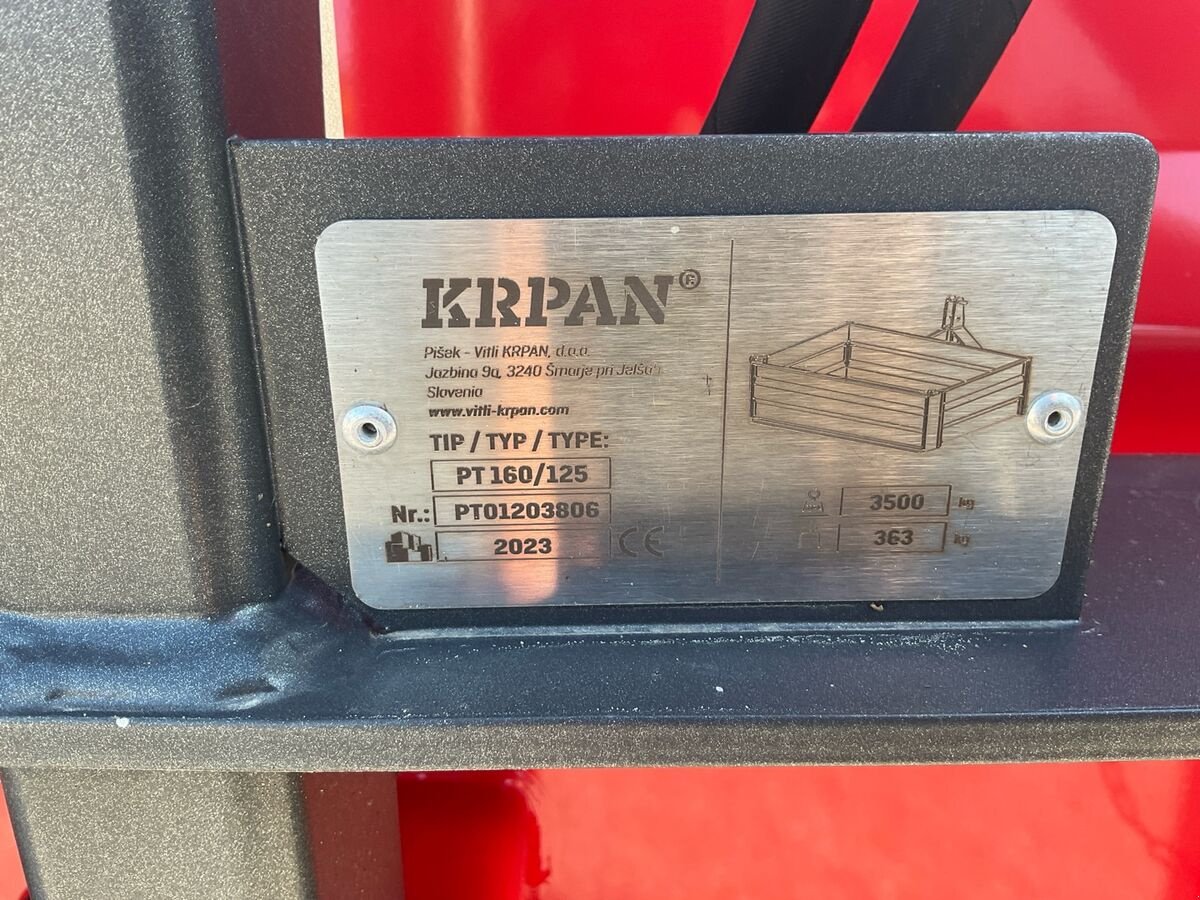 KRPAN®
Pišek - Vitli KRPAN, d.o.o.
Jazbina 9a, 3240 Šmarje pri Jelšah
Slovenia
www.vitli-krpan.com
TIP / TYP / TYPE:
PT 160/125
Nr.: PT01203806
2023 CE
3500 kg
363 kg